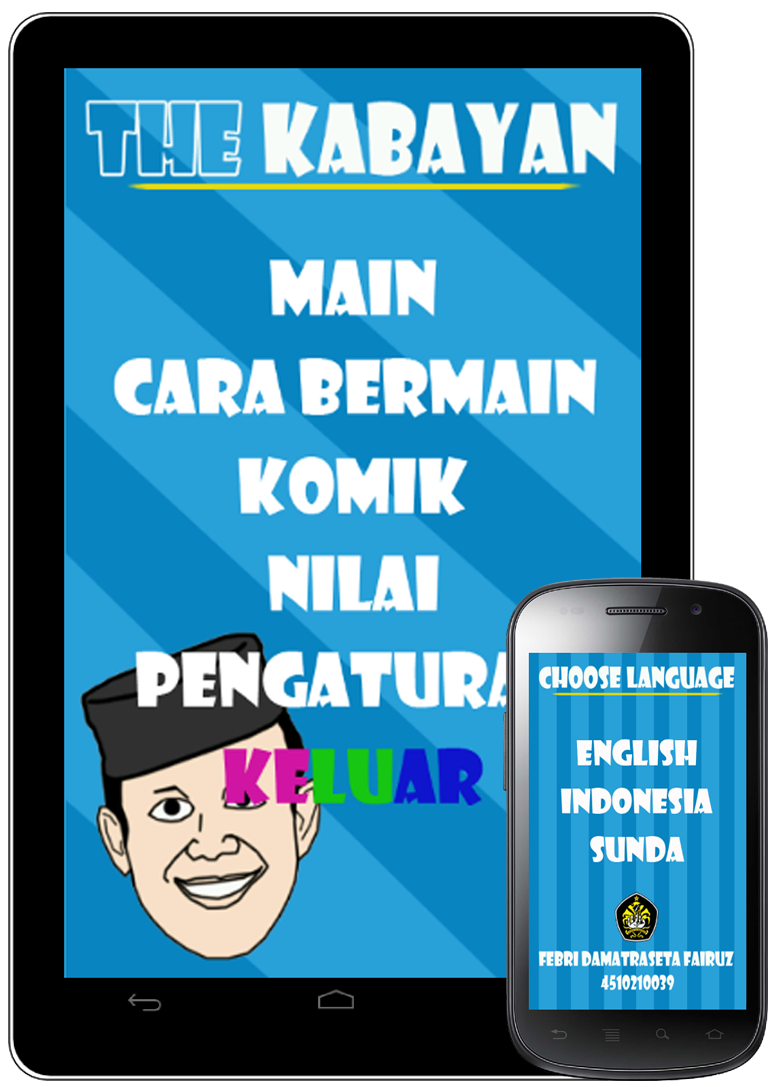 THE KABAYAN
MAIN
CARA BERMAIN
KOMIK
NILAI
PENGATURA
KELUAR
CHOOSE LANGUAGE
ENGLISH
INDONESIA
SUNDA
FEBRI DAMATRASETA FAIRUZ
4510210039